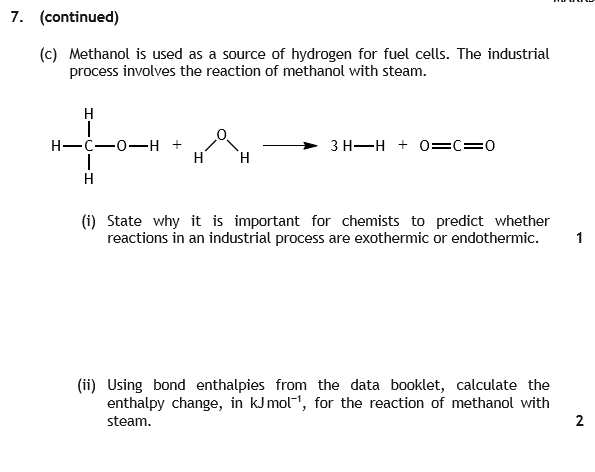 7. (continued)
(c) Methanol is used as a source of hydrogen for fuel cells. The industrial
process involves the reaction of methanol with steam.
H
H—C—O—H + O 3 H—H + O=C=O
H H
H
(i) State why it is important for chemists to predict whether
reactions in an industrial process are exothermic or endothermic. 1
(ii) Using bond enthalpies from the data booklet, calculate the
enthalpy change, in kJ mol⁻¹, for the reaction of methanol with
steam. 2